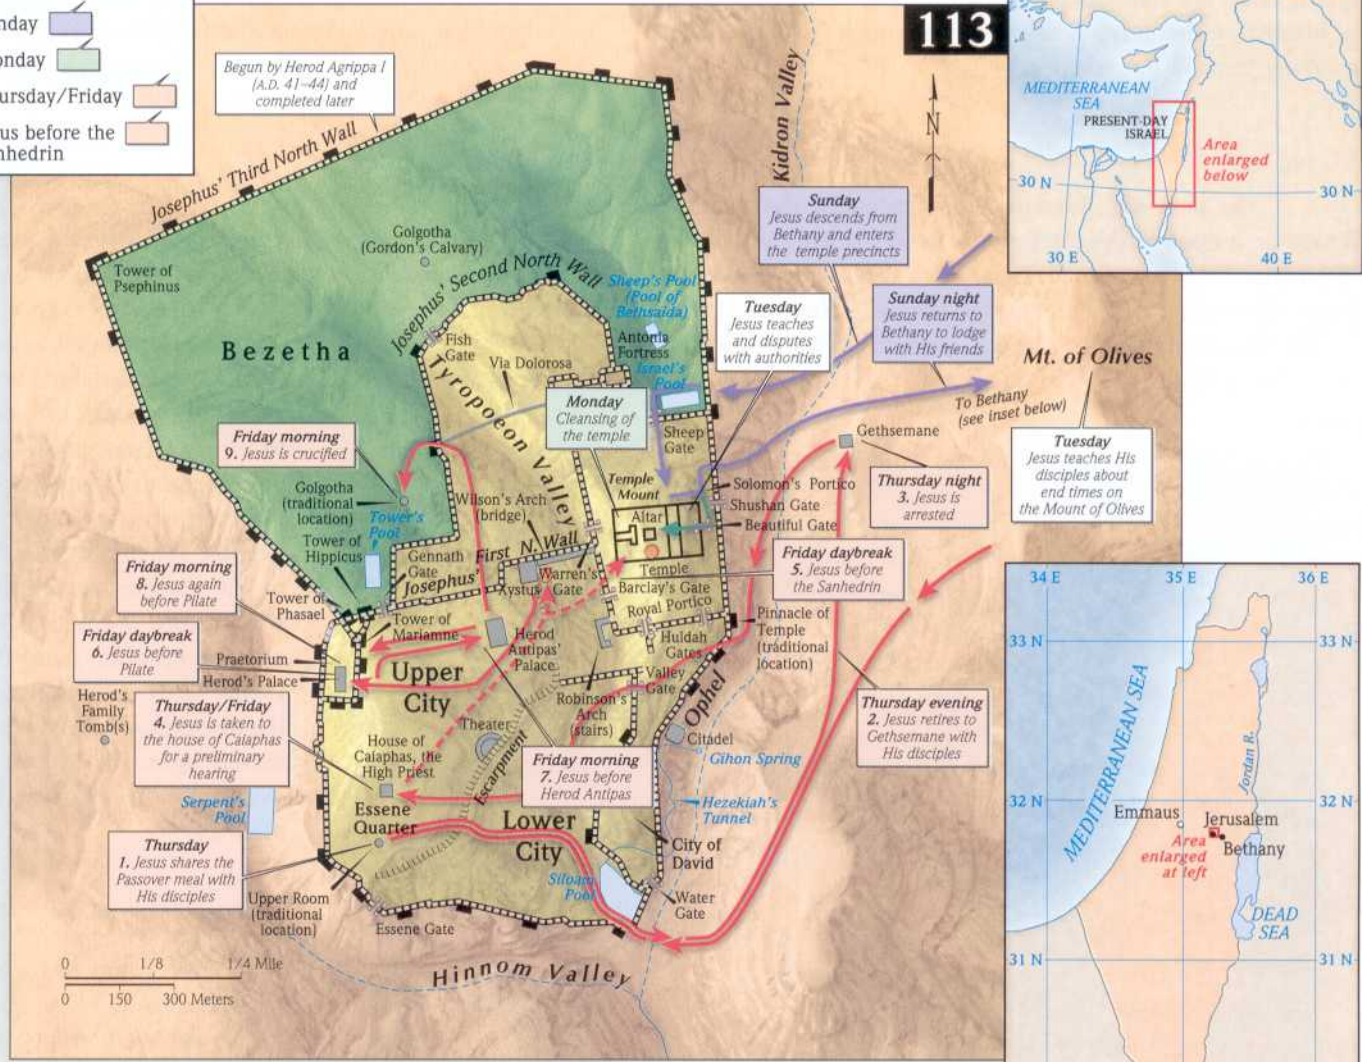 nday
onday
ursday/Friday
us before the
nhedrin
113
Begun by Herod Agrippa I
(A.D. 41–44) and
completed later
Josephus' Third North Wall
Kidron Valley
N
MEDITERRANEAN
SEA
PRESENT-DAY
ISRAEL
Area
enlarged
below
30 N
30 N
30 E
40 E
Sunday
Jesus descends from
Bethany and enters
the temple precincts
Golgotha
(Gordon's Calvary)
Tower of
Psephinus
Josephus' Second North Wall
Sheep's Pool
(Pool of
Bethsaida)
Tuesday
Jesus teaches
and disputes
with authorities
Sunday night
Jesus returns to
Bethany to lodge
with His friends
Bezetha
Fish
Gate
Antonia
Fortress
Israel's
Pool
Via Dolorosa
Mt. of Olives
Tyropoeon Valley
Monday
Cleansing of
the temple
To Bethany
(see inset below)
Friday morning
9. Jesus is crucified
Sheep
Gate
Gethsemane
Tuesday
Jesus teaches His
disciples about
end times on
the Mount of Olives
Thursday night
3. Jesus is
arrested
Golgotha
(traditional
location)
Tower's
Pool
Wilson's Arch
(bridge)
Temple
Mount
Altar
Solomon's Portico
Shushan Gate
Beautiful Gate
Tower of
Hippicus
Gennath
Gate
Josephus' First N. Wall
Friday morning
8. Jesus again
before Pilate
Xystus
Warren's
Gate
Temple
Barclay's Gate
Royal Portico
Friday daybreak
5. Jesus before
the Sanhedrin
Tower of
Phasael
Tower of
Mariamne
Herod
Antipas'
Palace
Huldah
Gates
Pinnacle of
Temple
(traditional
location)
Friday daybreak
6. Jesus before
Pilate
Praetorium
Herod's Palace
Upper
City
Valley
Gate
Robinson's
Arch
(stairs)
Ophel
Herod's
Family
Tomb(s)
Thursday/Friday
4. Jesus is taken to
the house of Caiaphas
for a preliminary
hearing
Theater
House of
Caiaphas, the
High Priest
Escarpment
Citadel
Gihon Spring
Thursday evening
2. Jesus retires to
Gethsemane with
His disciples
Friday morning
7. Jesus before
Herod Antipas
Serpent's
Pool
Essene
Quarter
Lower
City
Hezekiah's
Tunnel
City of
David
Thursday
1. Jesus shares the
Passover meal with
His disciples
Upper Room
(traditional
location)
Siloam
Pool
Water
Gate
Essene Gate
Hinnom Valley
0 1/8 1/4 Mile
0 150 300 Meters
34 E 35 E 36 E
33 N
33 N
MEDITERRANEAN SEA
Jordan R.
32 N
32 N
Emmaus
Jerusalem
Bethany
Area
enlarged
at left
DEAD
SEA
31 N
31 N